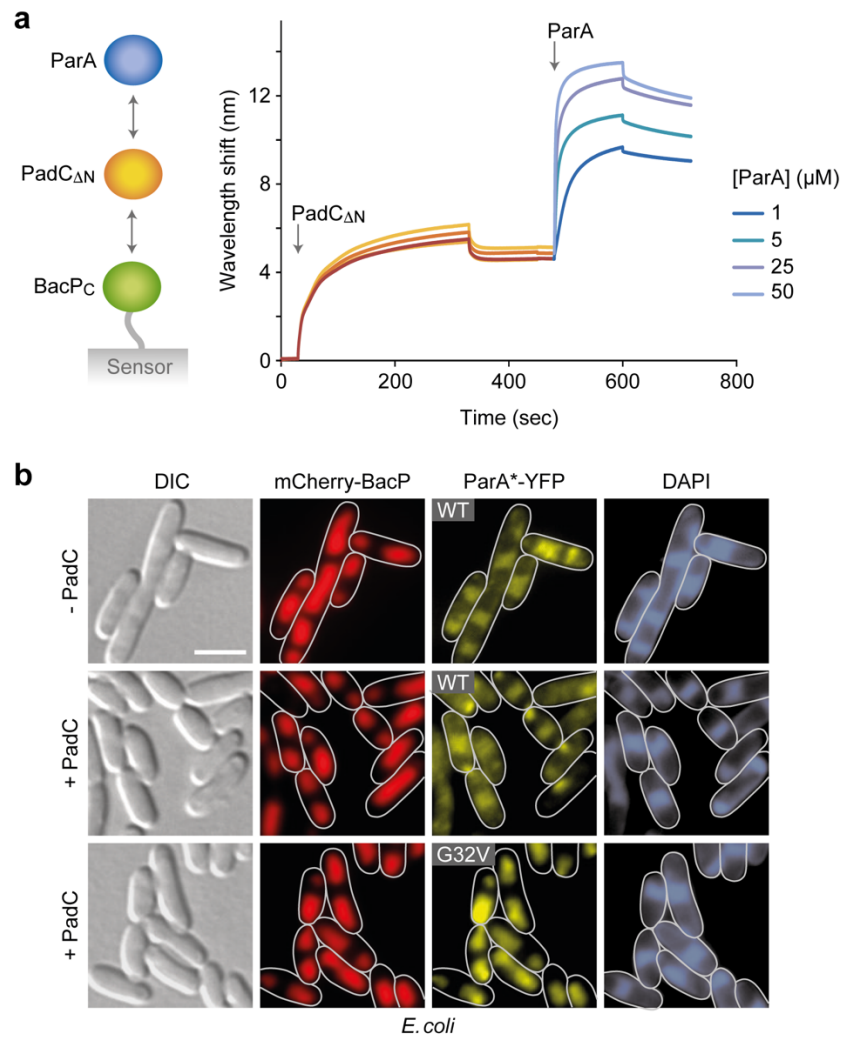 a
ParA
PadCΔN
BacPC
Sensor
Wavelength shift (nm)
12
8
4
0
0
200
400
600
800
Time (sec)
PadCΔN
ParA
[ParA] (μM)
1
5
25
50
b
DIC
mCherry-BacP
ParA*-YFP
DAPI
- PadC
WT
+ PadC
WT
+ PadC
G32V
E. coli